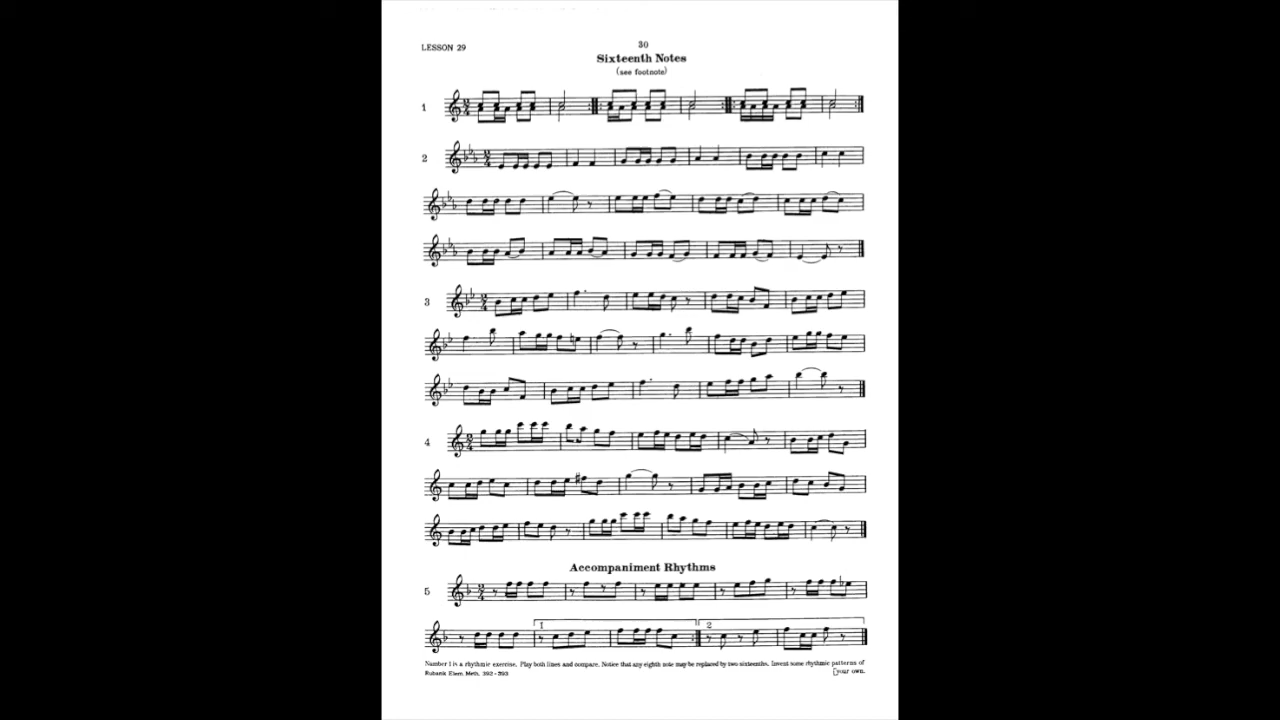 LESSON 29
30
Sixteenth Notes
(see footnote)
1
2
3
4
Accompaniment Rhythms
5
1
2
Number 1 is a rhythmic exercise. Play both lines and compare. Notice that any eighth note may be replaced by two sixteenths. Invent some rhythmic patterns of
your own.
Rubank Elem. Meth. 392-393